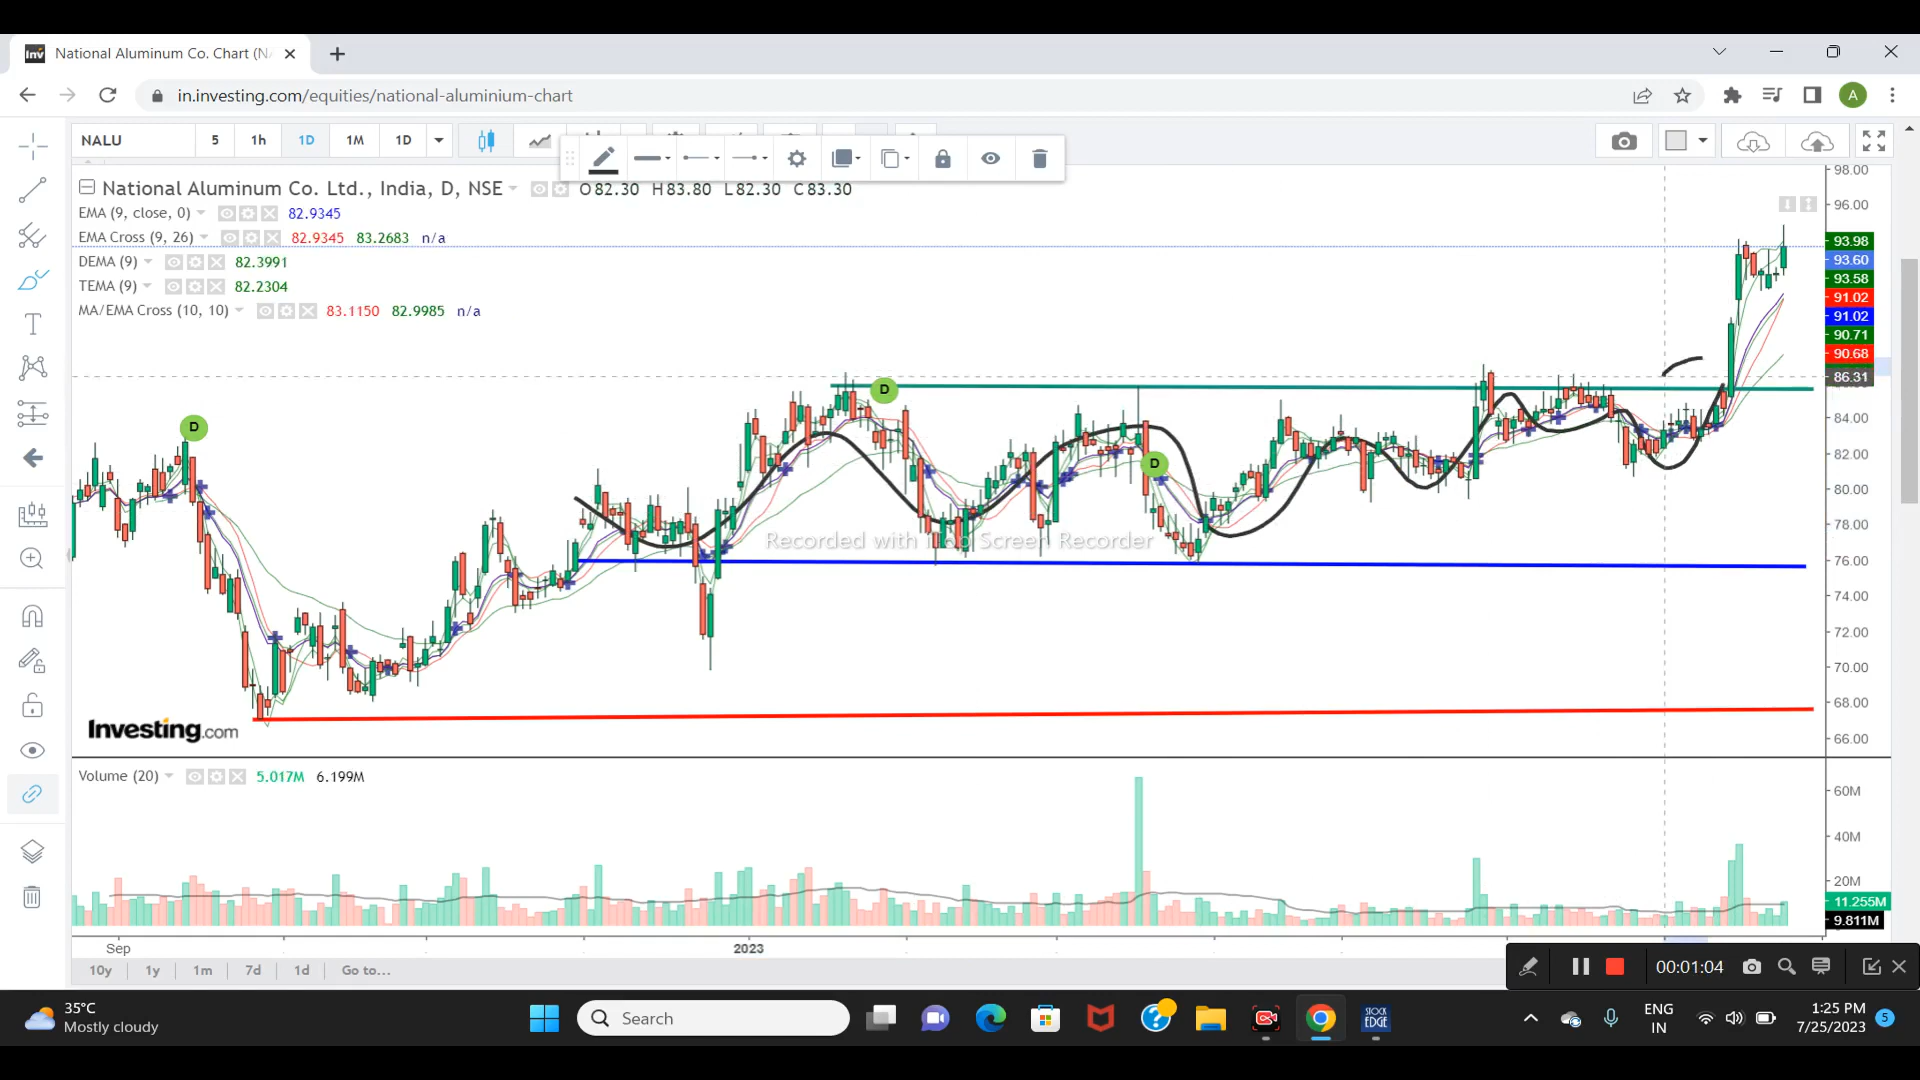 National Aluminum Co. Chart (NA
in.investing.com/equities/national-aluminium-chart
A
NALU 5 1h 1D 1M 1D
National Aluminum Co. Ltd., India, D, NSE O82.30 H83.80 L82.30 C83.30
EMA (9, close, 0) 82.9345
EMA Cross (9, 26) 82.9345 83.2683 n/a
DEMA (9) 82.3991
TEMA (9) 82.2304
MA/EMA Cross (10, 10) 83.1150 82.9985 n/a
98.00
96.00
93.98
93.60
93.58
91.02
91.02
90.71
90.68
86.31
84.00
82.00
80.00
78.00
76.00
74.00
72.00
70.00
68.00
66.00
D
D
D
Recorded with iTop Screen Recorder
Investing.com
Volume (20) 5.017M 6.199M
60M
40M
20M
11.255M
9.811M
Sep 2023
10y 1y 1m 7d 1d Go to...
00:01:04
35°C
Mostly cloudy
Search
STOCK
EDGE
ENG
IN
1:25 PM
7/25/2023
5